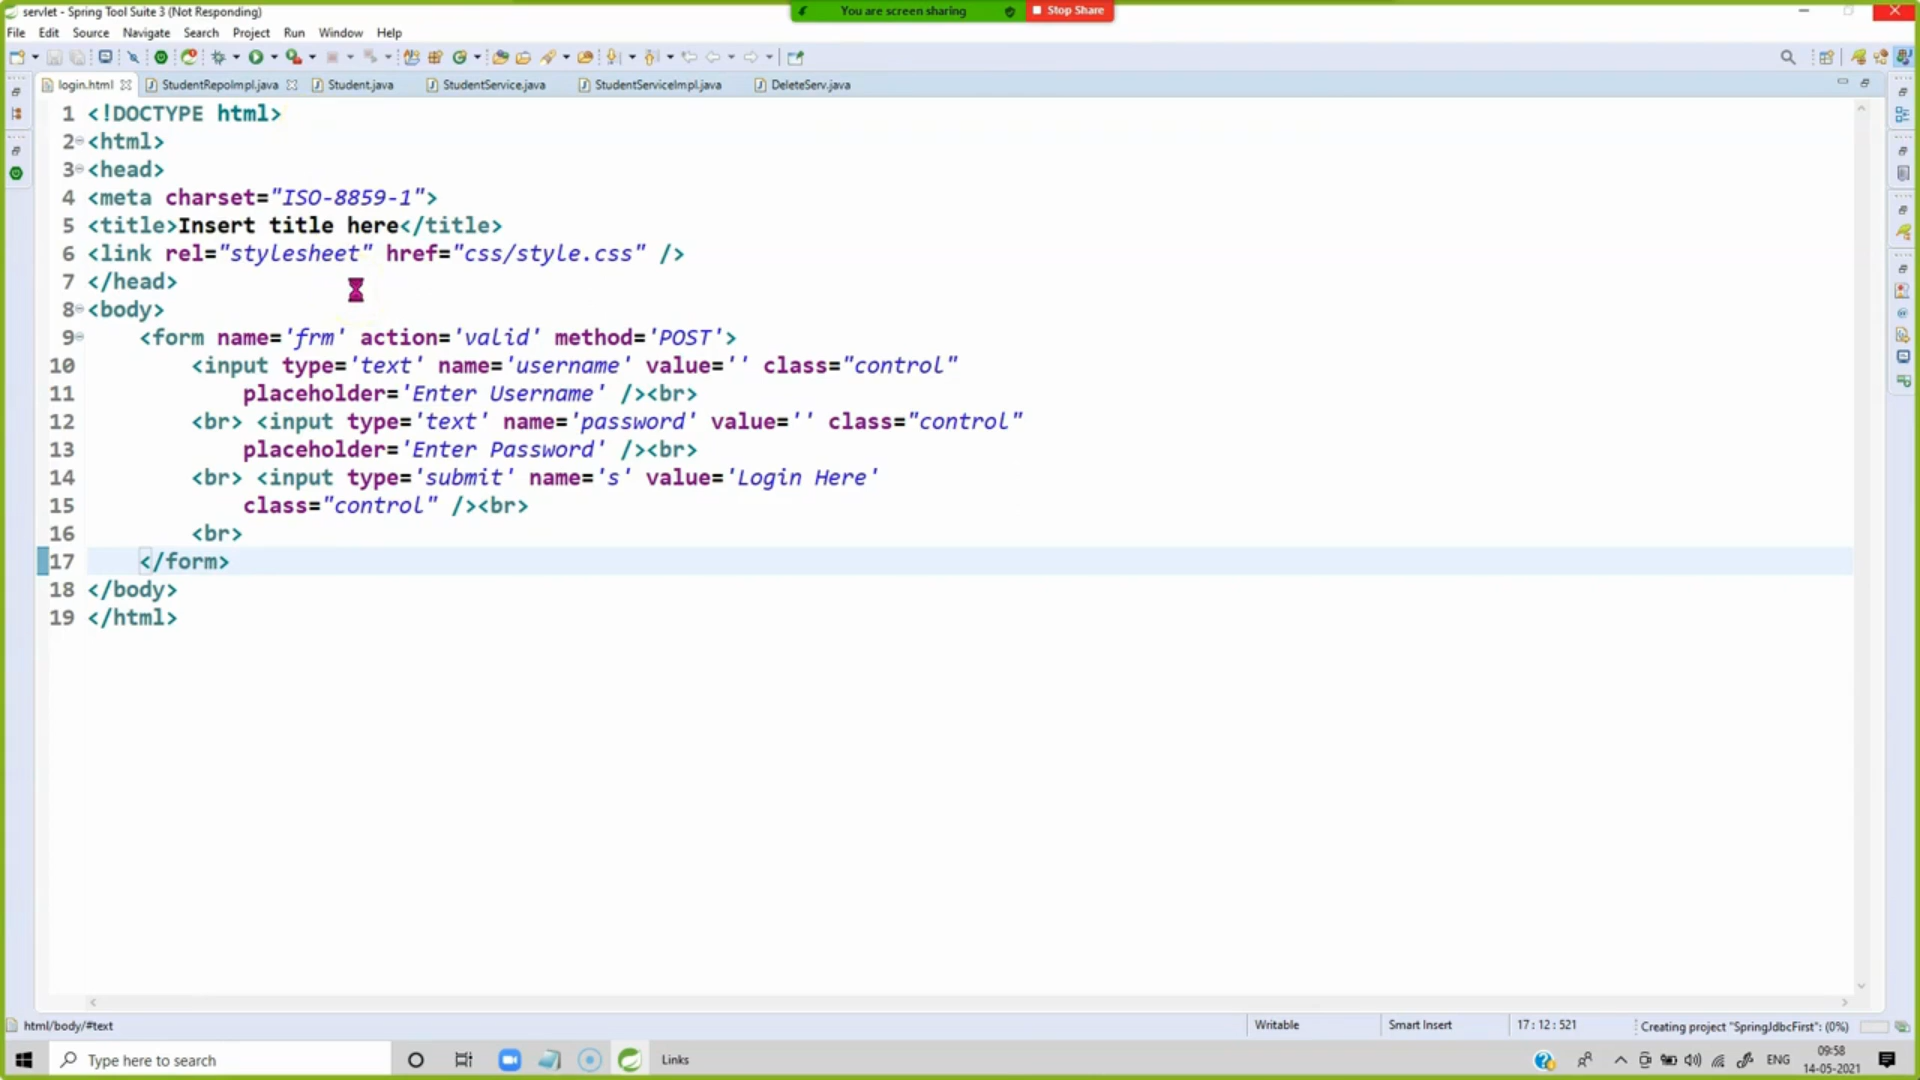 servlet - Spring Tool Suite 3 (Not Responding)
You are screen sharing
Stop Share
File Edit Source Navigate Search Project Run Window Help
login.html StudentRepoImpl.java Student.java StudentService.java StudentServiceImpl.java DeleteServ.java
1 <!DOCTYPE html>
2 <html>
3 <head>
4 <meta charset="ISO-8859-1">
5 <title>Insert title here</title>
6 <link rel="stylesheet" href="css/style.css" />
7 </head>
8 <body>
9 <form name='frm' action='valid' method='POST'>
10 <input type='text' name='username' value='' class="control"
11 placeholder='Enter Username' /><br>
12 <br> <input type='text' name='password' value='' class="control"
13 placeholder='Enter Password' /><br>
14 <br> <input type='submit' name='s' value='Login Here'
15 class="control" /><br>
16 <br>
17 </form>
18 </body>
19 </html>
html/body/#text
Writable
Smart Insert
17 : 12 : 521
Creating project "SpringJdbcFirst": (0%)
Type here to search
Links
ENG
09:58
14-05-2021